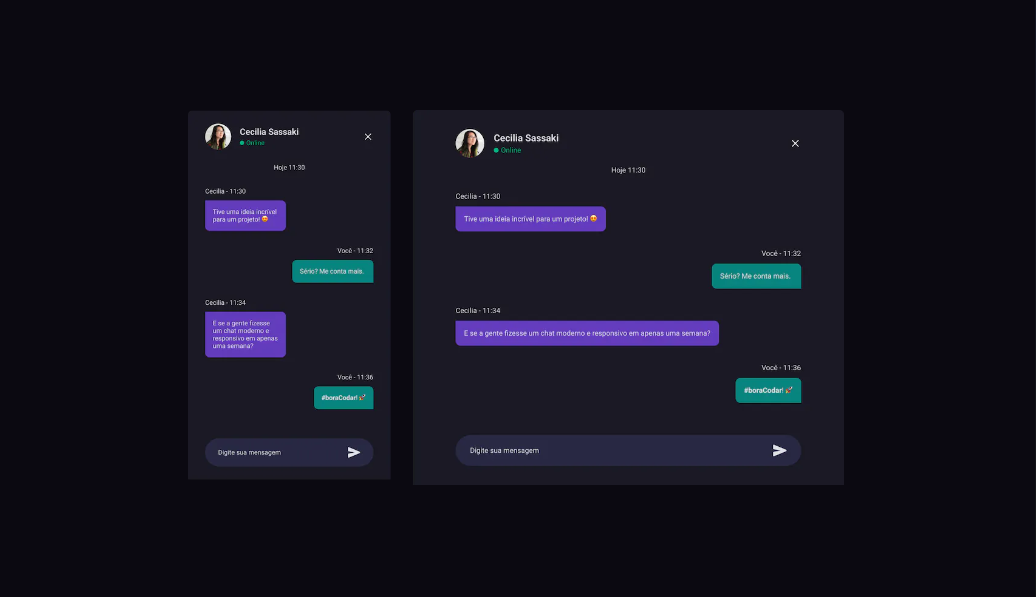 Cecilia Sassaki
Online
Hoje 11:30
Cecilia - 11:30
Tive uma ideia incrível
para um projeto! 😍
Você - 11:32
Sério? Me conta mais.
Cecilia - 11:34
E se a gente fizesse
um chat moderno e
responsivo em apenas
uma semana?
Você - 11:36
#boraCodar! 🚀
Digite sua mensagem
Cecilia Sassaki
Online
Hoje 11:30
Cecilia - 11:30
Tive uma ideia incrível para um projeto! 😍
Você - 11:32
Sério? Me conta mais.
Cecilia - 11:34
E se a gente fizesse um chat moderno e responsivo em apenas uma semana?
Você - 11:36
#boraCodar! 🚀
Digite sua mensagem